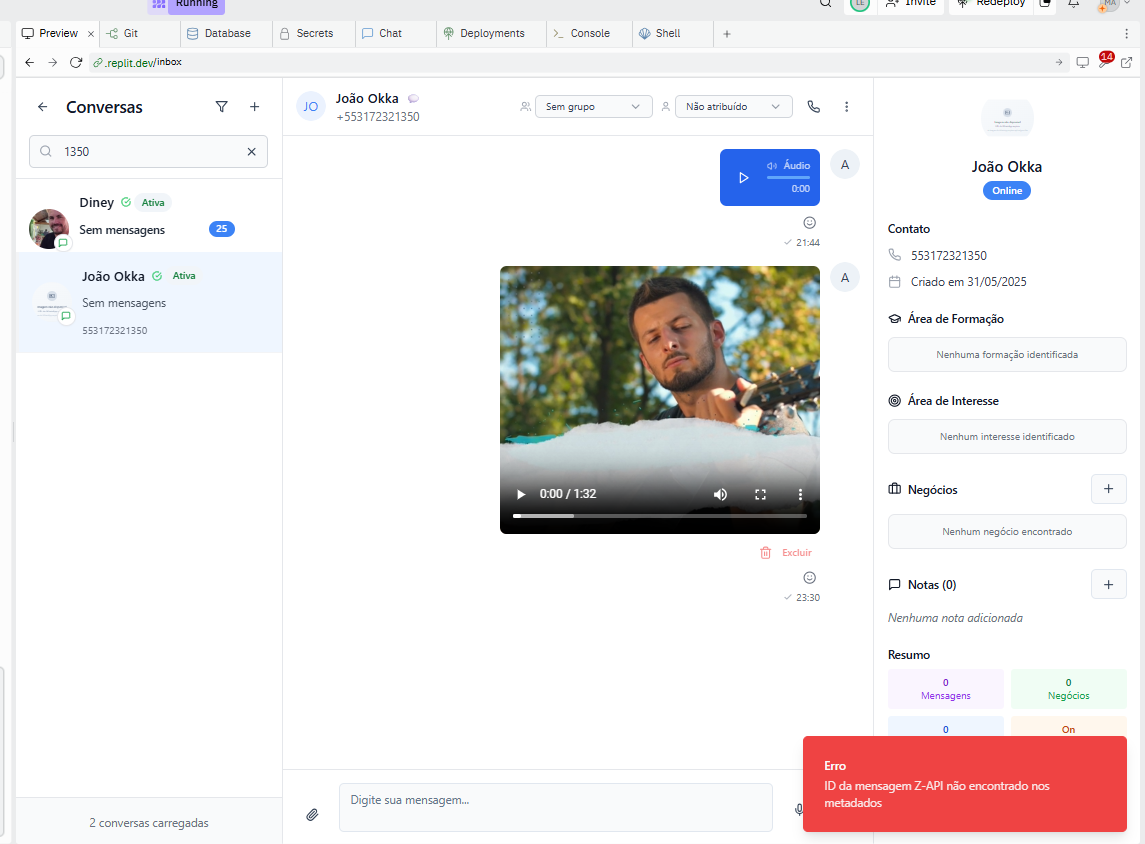 Running
LE
Invite
Redeploy
MA
Preview
Git
Database
Secrets
Chat
Deployments
Console
Shell
.replit.dev/inbox
14
Conversas
1350
Diney
Ativa
Sem mensagens
25
João Okka
Ativa
Sem mensagens
553172321350
2 conversas carregadas
JO
João Okka
+553172321350
Sem grupo
Não atribuído
Áudio
0:00
A
21:44
A
0:00 / 1:32
Excluir
23:30
Digite sua mensagem...
João Okka
Online
Contato
553172321350
Criado em 31/05/2025
Área de Formação
Nenhuma formação identificada
Área de Interesse
Nenhum interesse identificado
Negócios
Nenhum negócio encontrado
Notas (0)
Nenhuma nota adicionada
Resumo
0
Mensagens
0
Negócios
0
On
Erro
ID da mensagem Z-API não encontrado nos
metadados